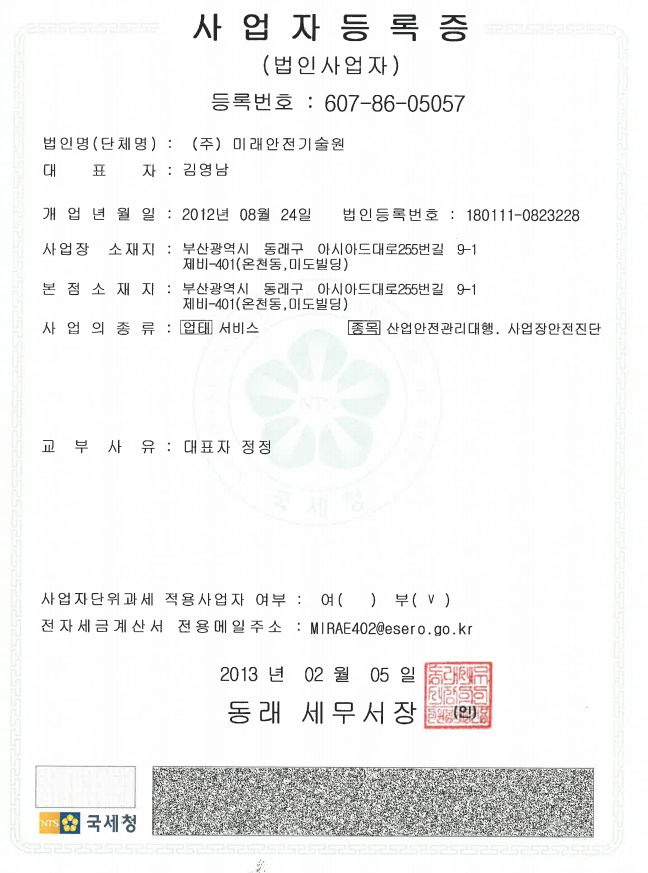 사업자등록증
(법인사업자)
등록번호 : 607-86-05057
법인명(단체명) : (주) 미래안전기술원
대 표 자 : 김영남
개 업 년 월 일 : 2012년 08월 24일 법인등록번호 : 180111-0823228
사업장 소재지 : 부산광역시 동래구 아시아드대로255번길 9-1
제비-401(온천동,미도빌딩)
본 점 소 재 지 : 부산광역시 동래구 아시아드대로255번길 9-1
제비-401(온천동,미도빌딩)
사 업 의 종 류 : 업태 서비스 종목 산업안전관리대행. 사업장안전진단
NTS
국세청
교 부 사 유 : 대표자 정정
사업자단위과세 적용사업자 여부 : 여( ) 부( v )
전자세금계산서 전용메일주소 : MIRAE402@esero.go.kr
2013 년 02 월 05 일
동래 세무서장
(인)
NTS 국세청